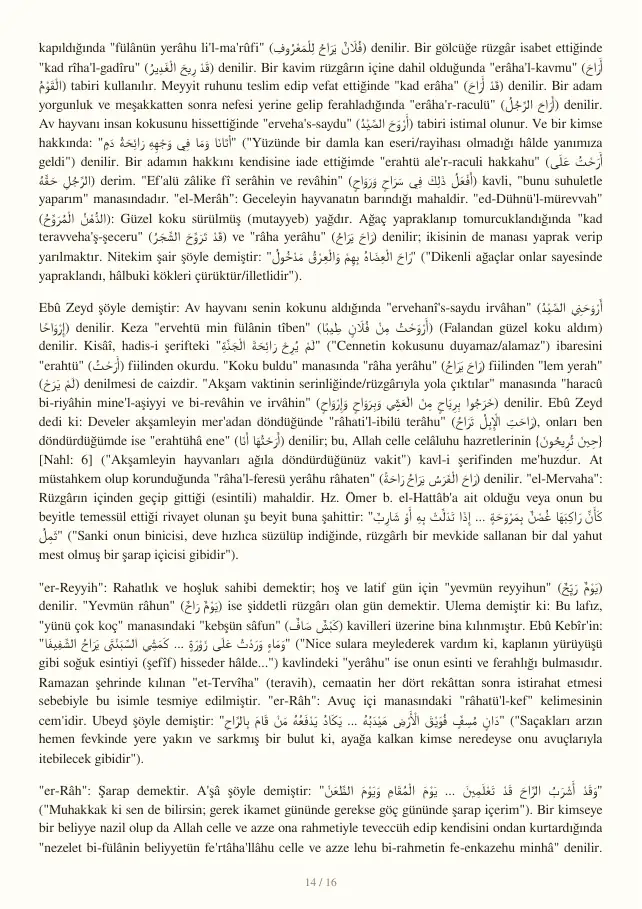 kapıldığında "fülânün yerâhu li'l-ma'rûfi" (فُلَانٌ يَرَاحُ لِلْمَعْرُوفِ) denilir. Bir gölcüğe rüzgâr isabet ettiğinde
"kad rîha'l-gadîru" (قَدْ رِيحَ الْغَدِيرُ) denilir. Bir kavim rüzgârın içine dahil olduğunda "erâha'l-kavmu" (أَرَاحَ
الْقَوْمُ) tabiri kullanılır. Meyyit ruhunu teslim edip vefat ettiğinde "kad erâha" (قَدْ أَرَاحَ) denilir. Bir adam
yorgunluk ve meşakkatten sonra nefesi yerine gelip ferahladığında "erâha'r-raculü" (أَرَاحَ الرَّجُلُ) denilir.
Av hayvanı insan kokusunu hissettiğinde "erveha's-saydu" (أَرْوَحَ الصَّيْدُ) tabiri istimal olunur. Ve bir kimse
hakkında: "أَتَانَا وَمَا فِي وَجْهِهِ رَائِحَةُ دَمٍ" ("Yüzünde bir damla kan eseri/rayihası olmadığı hâlde yanımıza
geldi") denilir. Bir adamın hakkını kendisine iade ettiğimde "erahtü ale'r-raculi hakkahu" (أَرَحْتُ عَلَى
الرَّجُلِ حَقَّهُ) derim. "Ef'alü zâlike fî serâhin ve revâhin" (أَفْعَلُ ذَلِكَ فِي سَرَاحٍ وَرَوَاحٍ) kavli, "bunu suhuletle
yaparım" manasındadır. "el-Merâh": Geceleyin hayvanatın barındığı mahaldir. "ed-Dühnü'l-mürevvah"
(الدُّهْنُ الْمُرَوَّحُ): Güzel koku sürülmüş (mutayyeb) yağdır. Ağaç yapraklanıp tomurcuklandığında "kad
teravveha'ş-şeceru" (قَدْ تَرَوَّحَ الشَّجَرُ) ve "râha yerâhu" (رَاحَ يَرَاحُ) denilir; ikisinin de manası yaprak verip
yarılmaktır. Nitekim şair şöyle demiştir: "رَاحَ الْعِضَاهُ بِهِمْ وَالْعِرْقُ مَدْخُولُ" ("Dikenli ağaçlar onlar sayesinde
yapraklandı, hâlbuki kökleri çürüktür/illetlidir").
Ebû Zeyd şöyle demiştir: Av hayvanı senin kokunu aldığında "ervehanî's-saydu irvâhan" (أَرْوَحَنِي الصَّيْدُ
إِرْوَاحًا) denilir. Keza "ervehtü min fülânin tîben" (أَرْوَحْتُ مِنْ فُلَانٍ طِيبًا) (Falandan güzel koku aldım)
denilir. Kisâî, hadis-i şerifteki "لَمْ يُرِحْ رَائِحَةَ الْجَنَّةِ" ("Cennetin kokusunu duyamaz/alamaz") ibaresini
"erahtü" (أَرَحْتُ) fiilinden okurdu. "Koku buldu" manasında "râha yerâhu" (رَاحَ يَرَاحُ) fiilinden "lem yerah"
(لَمْ يَرَحْ) denilmesi de caizdir. "Akşam vaktinin serinliğinde/rüzgârıyla yola çıktılar" manasında "haracû
bi-riyâhin mine'l-aşiyyi ve bi-revâhin ve irvâhin" (خَرَجُوا بِرِيَاحٍ مِنَ الْعَشِيِّ وَبِرَوَاحٍ وَإِرْوَاحٍ) denilir. Ebû Zeyd
dedi ki: Develer akşamleyin mer'adan döndüğünde "râhati'l-ibilü terâhu" (رَاحَتِ الْإِبِلُ تَرَاحُ), onları ben
döndürdüğümde ise "erahtühâ ene" (أَرَحْتُهَا أَنَا) denilir; bu, Allah celle celâluhu hazretlerinin {حِينَ تُرِيحُونَ}
[Nahl: 6] ("Akşamleyin hayvanları ağıla döndürdüğünüz vakit") kavl-i şerifinden me'huzdur. At
müstahkem olup korunduğunda "râha'l-feresü yerâhu râhaten" (رَاحَ الْفَرَسُ يَرَاحُ رَاحَةً) denilir. "el-Mervaha":
Rüzgârın içinden geçip gittiği (esintili) mahaldir. Hz. Ömer b. el-Hattâb'a ait olduğu veya onun bu
beyitle temessül ettiği rivayet olunan şu beyit buna şahittir: "كَأَنَّ رَاكِبَهَا غُصْنٌ بِمَرْوَحَةٍ ... إِذَا تَدَلَّتْ بِهِ أَوْ شَارِبٌ
ثَمِلُ" ("Sanki onun binicisi, deve hızlıca süzülüp indiğinde, rüzgârlı bir mevkide sallanan bir dal yahut
mest olmuş bir şarap içicisi gibidir").
"er-Reyyih": Rahatlık ve hoşluk sahibi demektir; hoş ve latif gün için "yevmün reyyihun" (يَوْمٌ رَيِّحٌ)
denilir. "Yevmün râhun" (يَوْمٌ رَاحٌ) ise şiddetli rüzgârı olan gün demektir. Ulema demiştir ki: Bu lafız,
"yünü çok koç" manasındaki "kebşün sâfun" (كَبْشٌ صَافٌ) kavilleri üzerine bina kılınmıştır. Ebû Kebîr'in:
"وَمَاءٍ وَرَدْتُ عَلَى زَوْرَةٍ ... كَمَشْيِ السَّبَنْتَى يَرَاحُ الشَّفِيفَا" ("Nice sulara meylederek vardım ki, kaplanın yürüyüşü
gibi soğuk esintiyi (şefîf) hisseder hâlde...") kavlindeki "yerâhu" ise onun esinti ve ferahlığı bulmasıdır.
Ramazan şehrinde kılınan "et-Tervîha" (teravih), cemaatin her dört rekâttan sonra istirahat etmesi
sebebiyle bu isimle tesmiye edilmiştir. "er-Râh": Avuç içi manasındaki "râhatü'l-kef" kelimesinin
cem'idir. Ubeyd şöyle demiştir: "دَانٍ مُسِفٍّ فُوَيْقَ الْأَرْضِ هَيْدَبُهُ ... يَكَادُ يَدْفَعُهُ مَنْ قَامَ بِالرَّاحِ" ("Saçakları arzın
hemen fevkinde yere yakın ve sarkmış bir bulut ki, ayağa kalkan kimse neredeyse onu avuçlarıyla
itebilecek gibidir").
"er-Râh": Şarap demektir. A'şâ şöyle demiştir: "وَقَدْ أَشْرَبُ الرَّاحَ قَدْ تَعْلَمِينَ ... يَوْمَ الْمُقَامِ وَيَوْمَ الظَّعَنْ"
("Muhakkak ki sen de bilirsin; gerek ikamet gününde gerekse göç gününde şarap içerim"). Bir kimseye
bir beliyye nazil olup da Allah celle ve azze ona rahmetiyle teveccüh edip kendisini ondan kurtardığında
"nezelet bi-fülânin beliyyetün fe'rtâha'llâhu celle ve azze lehu bi-rahmetin fe-enkazehu minhâ" denilir.
14 / 16